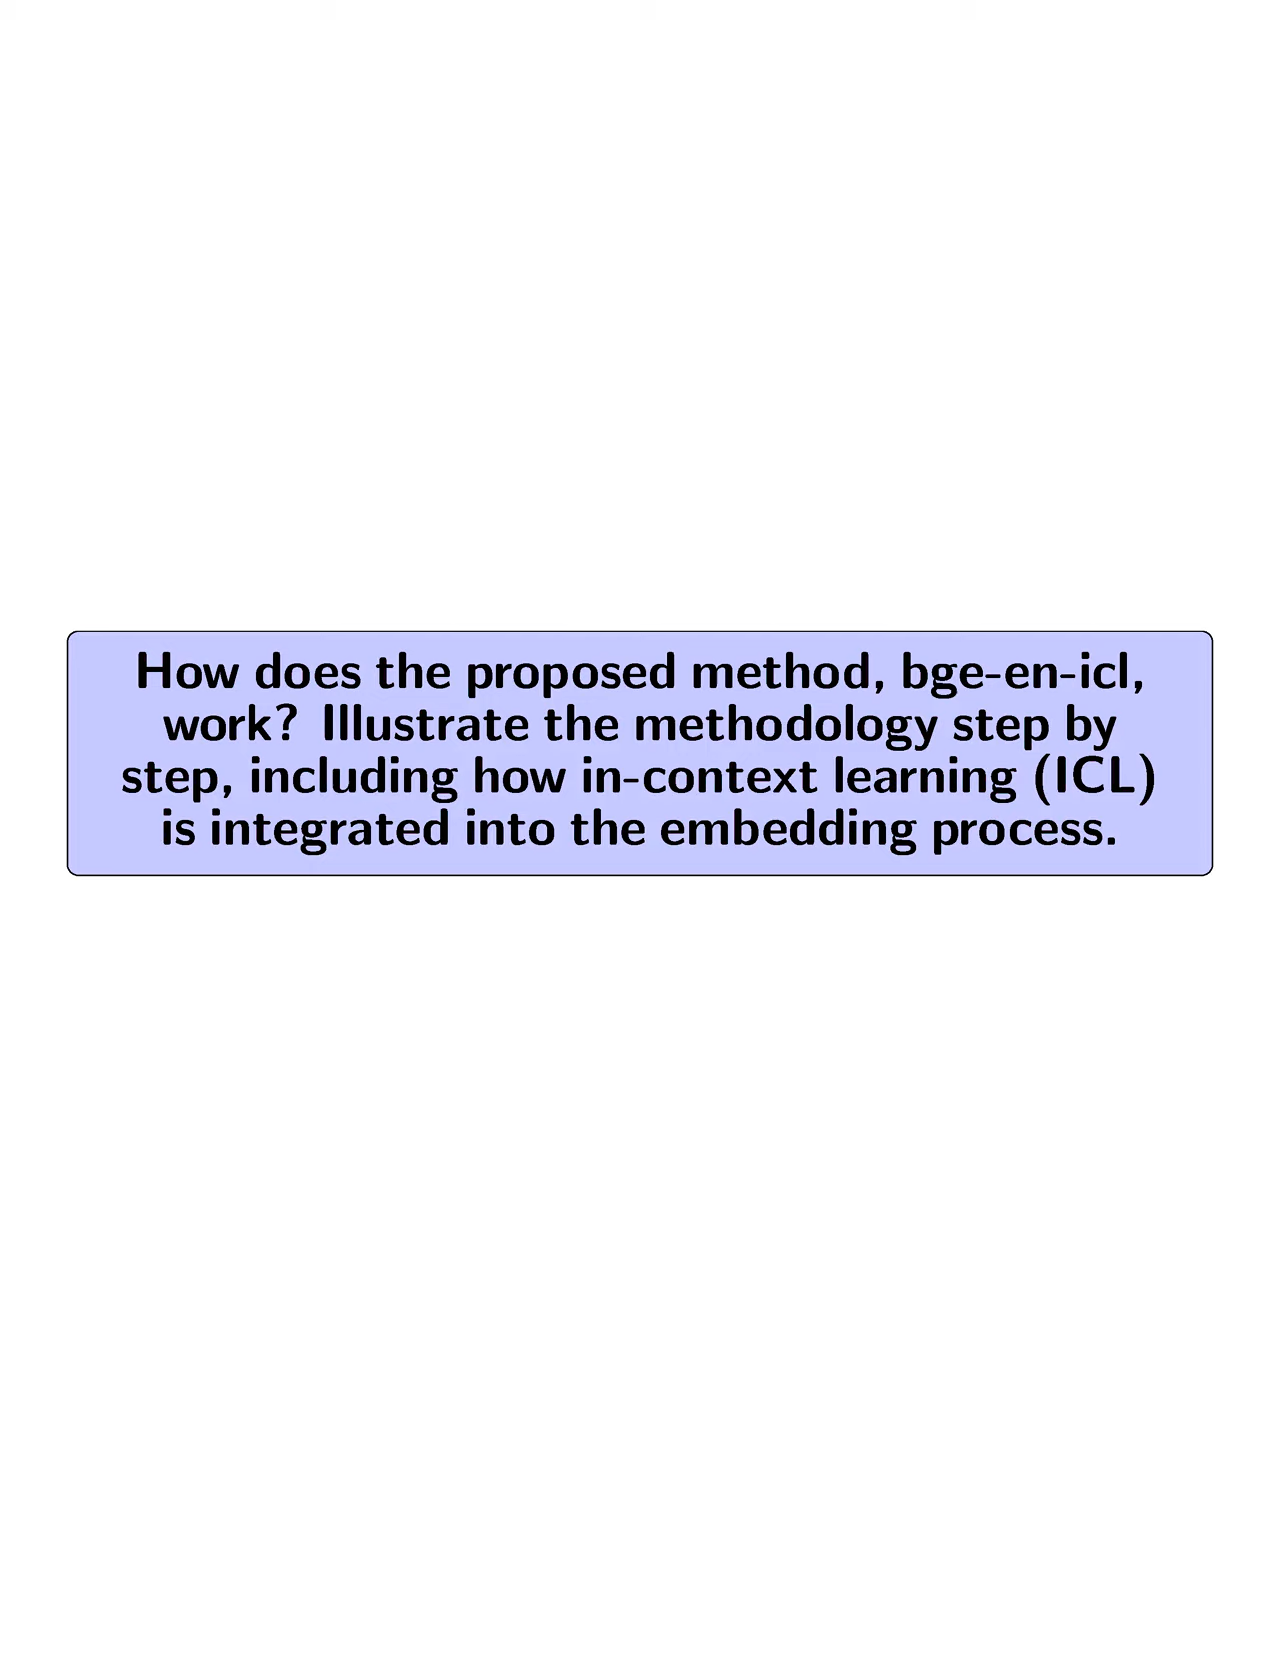 How does the proposed method, bge-en-icl,
work? Illustrate the methodology step by
step, including how in-context learning (ICL)
is integrated into the embedding process.